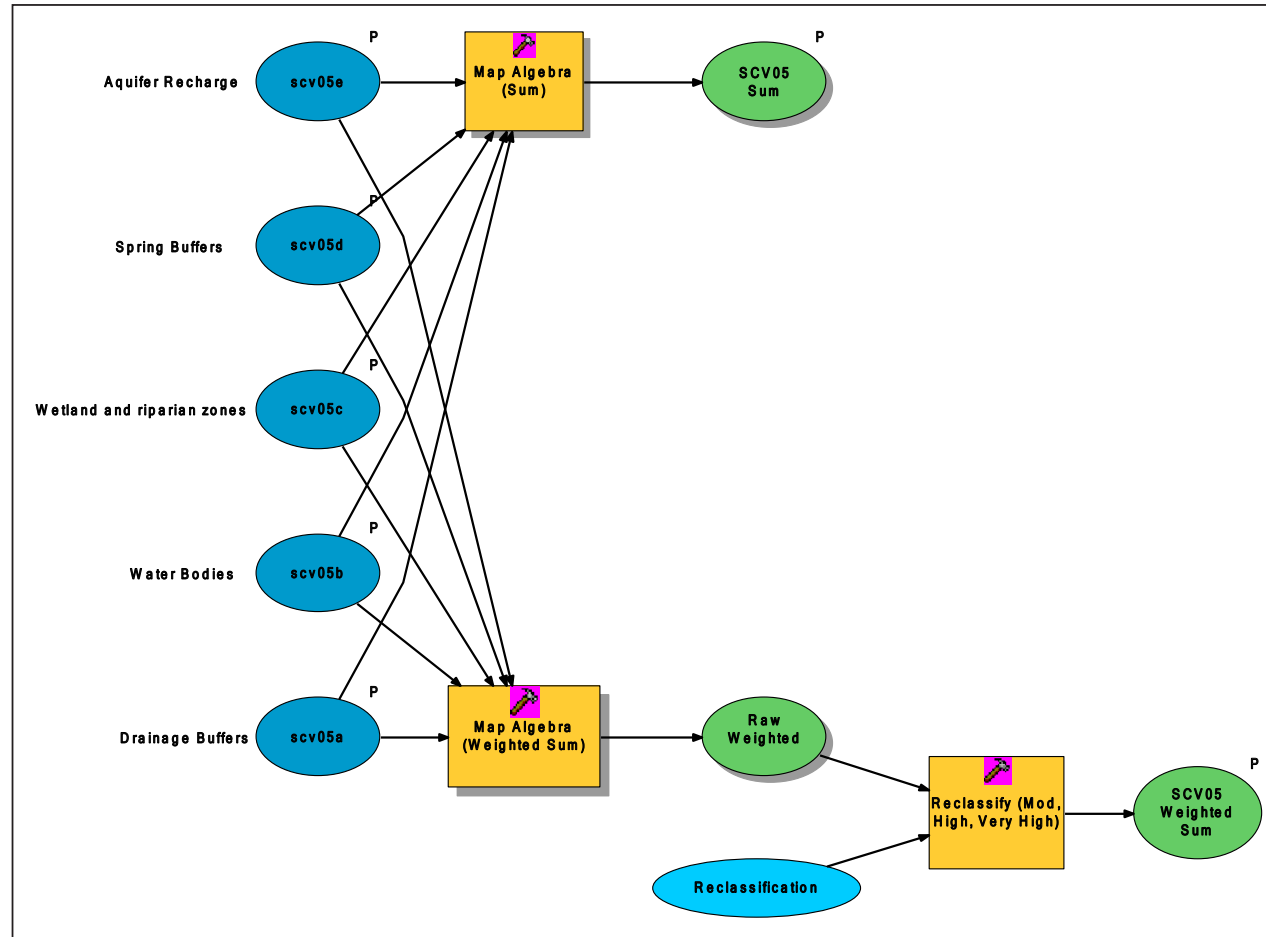 P
P
Aquifer Recharge
scv05e
Map Algebra
(Sum)
SCV05
Sum
P
Spring Buffers
scv05d
P
Wetland and riparian zones
scv05c
P
Water Bodies
scv05b
P
Drainage Buffers
scv05a
Map Algebra
(Weighted Sum)
Raw
Weighted
P
Reclassify (Mod,
High, Very High)
SCV05
Weighted
Sum
Reclassification